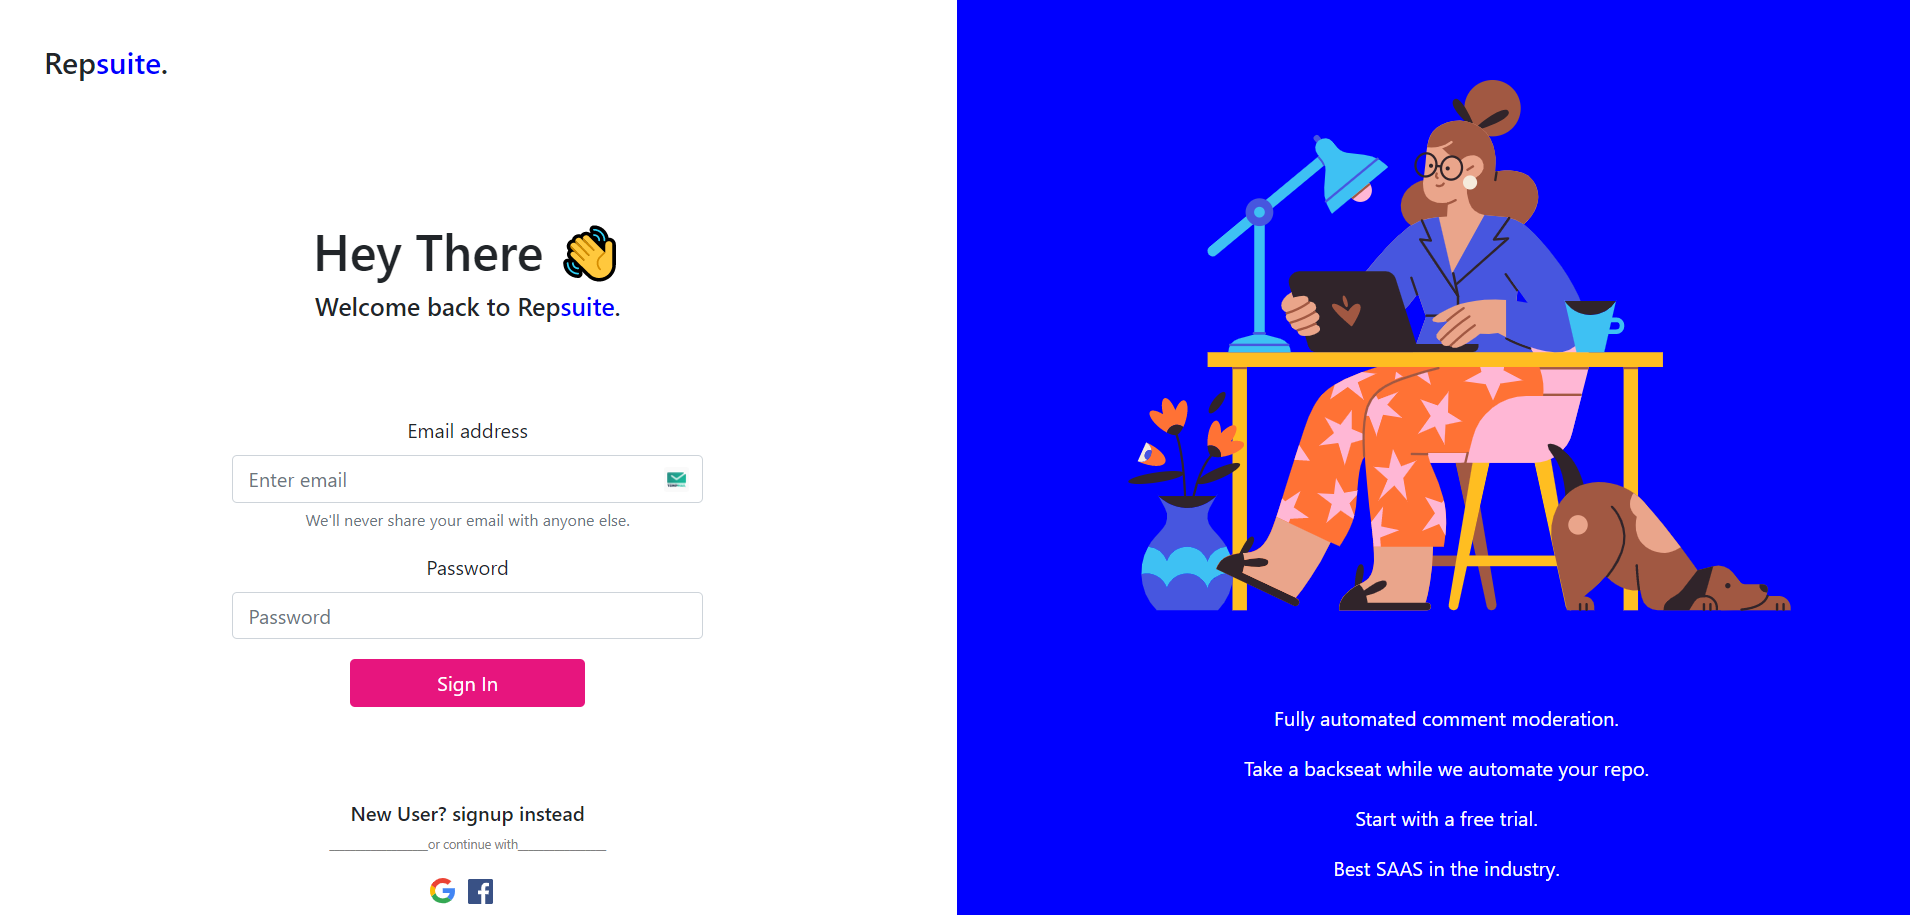 Repsuite.
Hey There 👋
Welcome back to Repsuite.
Email address
Enter email
We'll never share your email with anyone else.
Password
Password
Sign In
New User? signup instead
or continue with
Fully automated comment moderation.
Take a backseat while we automate your repo.
Start with a free trial.
Best SAAS in the industry.